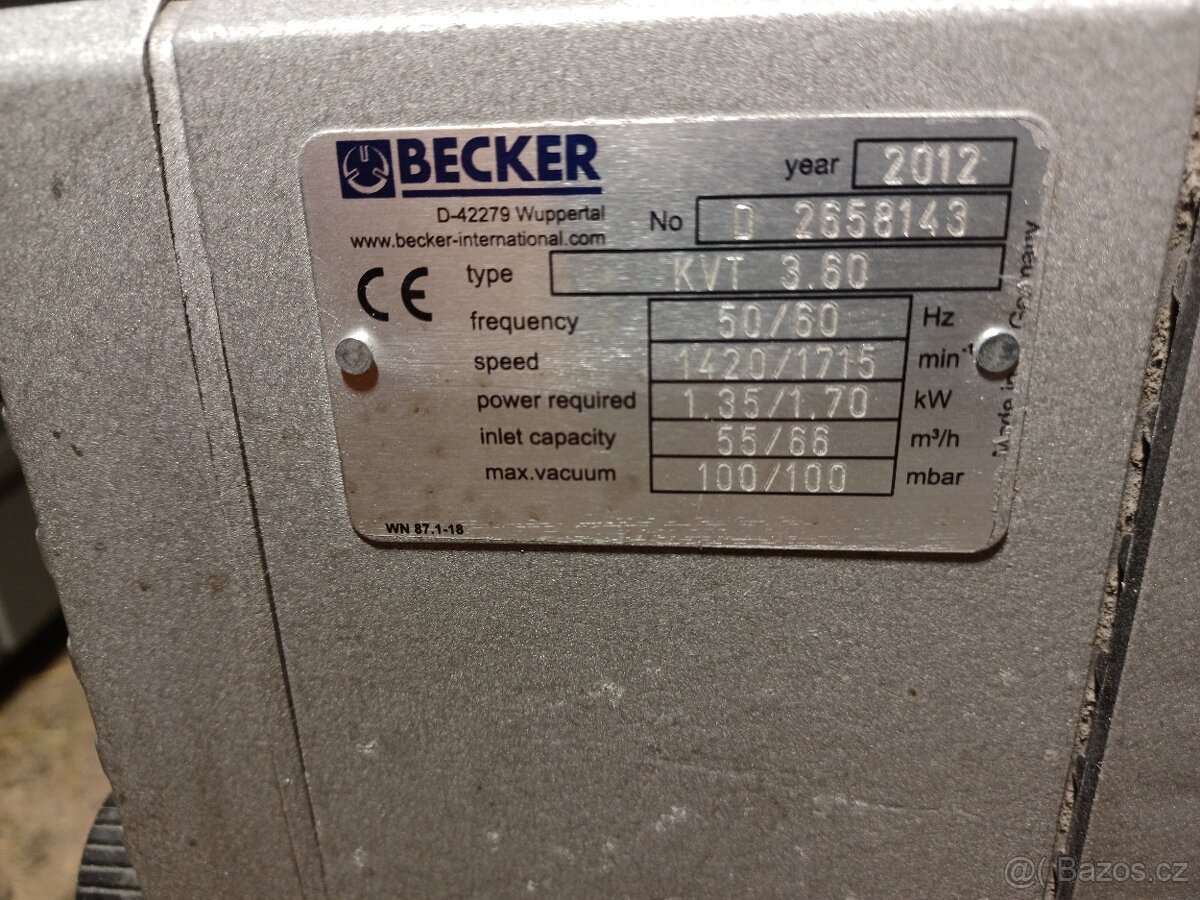 BECKER
D-42279 Wuppertal
www.becker-international.com
CE
year 2012
No D 2658143
type KVT 3.60
frequency 50/60 Hz
speed 1420/1715 min⁻¹
power required 1.35/1.70 kW
inlet capacity 55/66 m³/h
max.vacuum 100/100 mbar
WN 87.1-18
Made in Germany
@( Bazos.cz